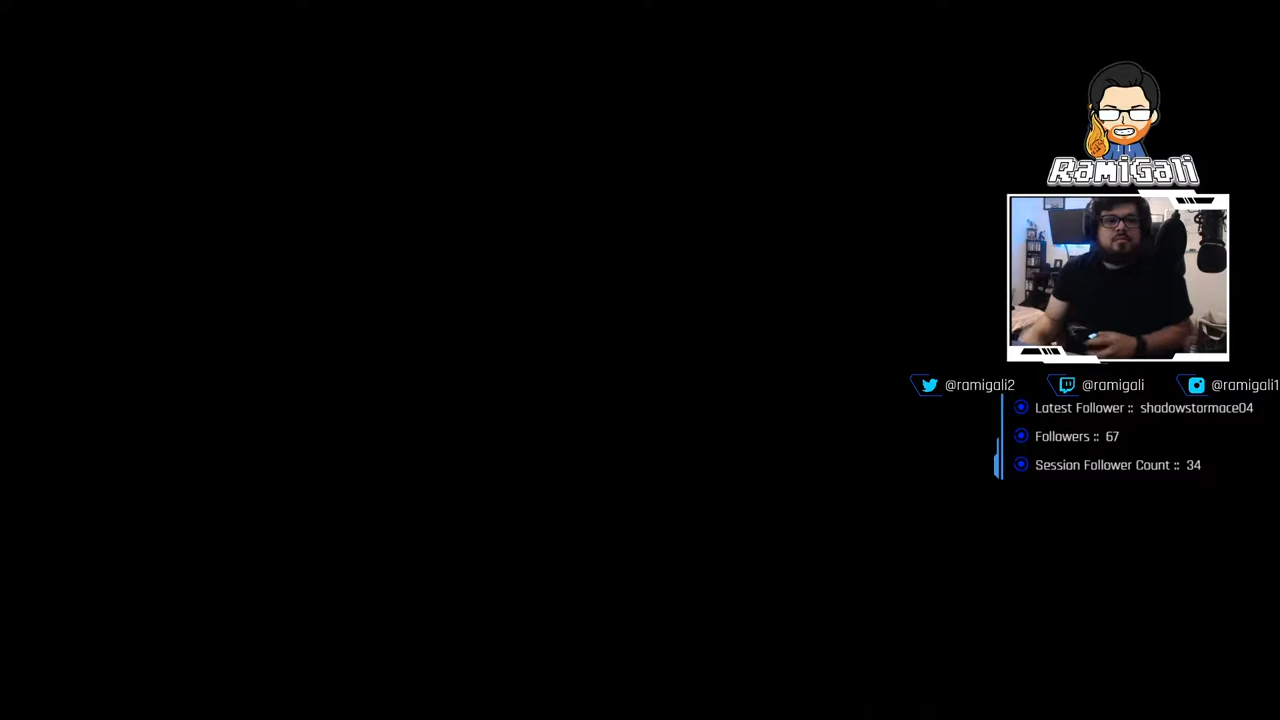 RamiGali
@ramigali2 @ramigali @ramigali1
Latest Follower :: shadowstormace04
Followers :: 67
Session Follower Count :: 34